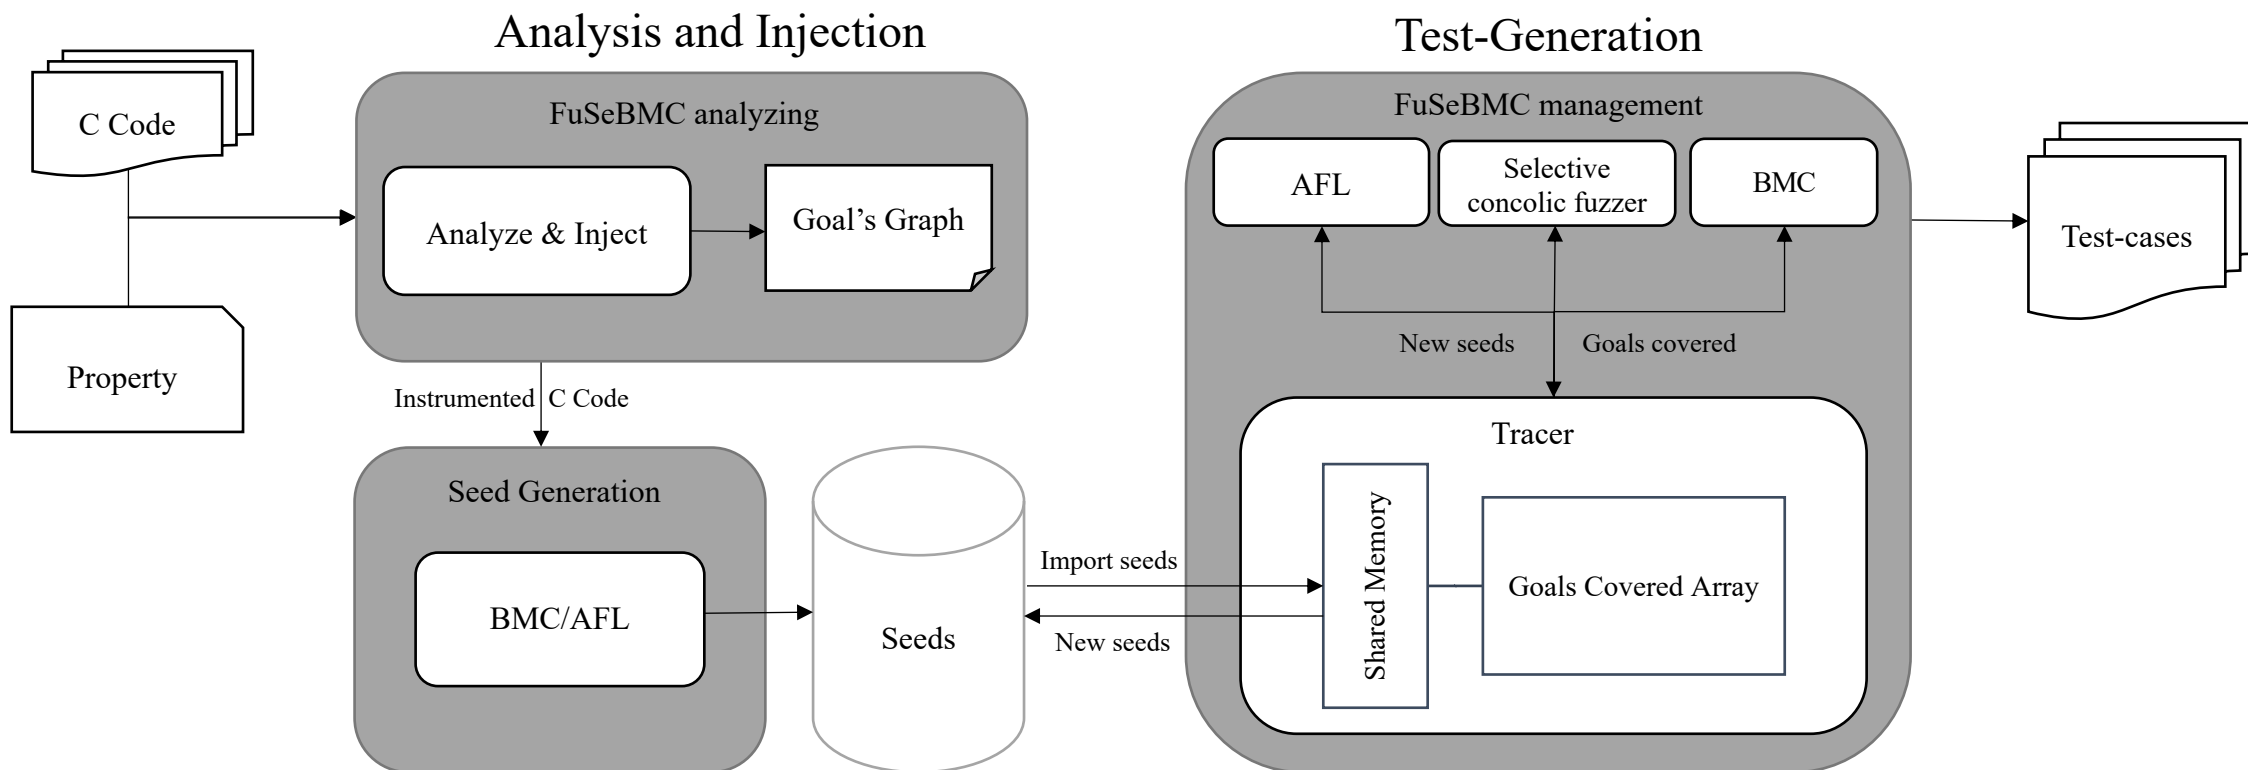 Analysis and Injection
Test-Generation
C Code
Property
FuSeBMC analyzing
Analyze & Inject
Goal’s Graph
Instrumented
C Code
Seed Generation
BMC/AFL
Seeds
Import seeds
New seeds
FuSeBMC management
AFL
Selective
concolic fuzzer
BMC
New seeds
Goals covered
Tracer
Shared Memory
Goals Covered Array
Test-cases